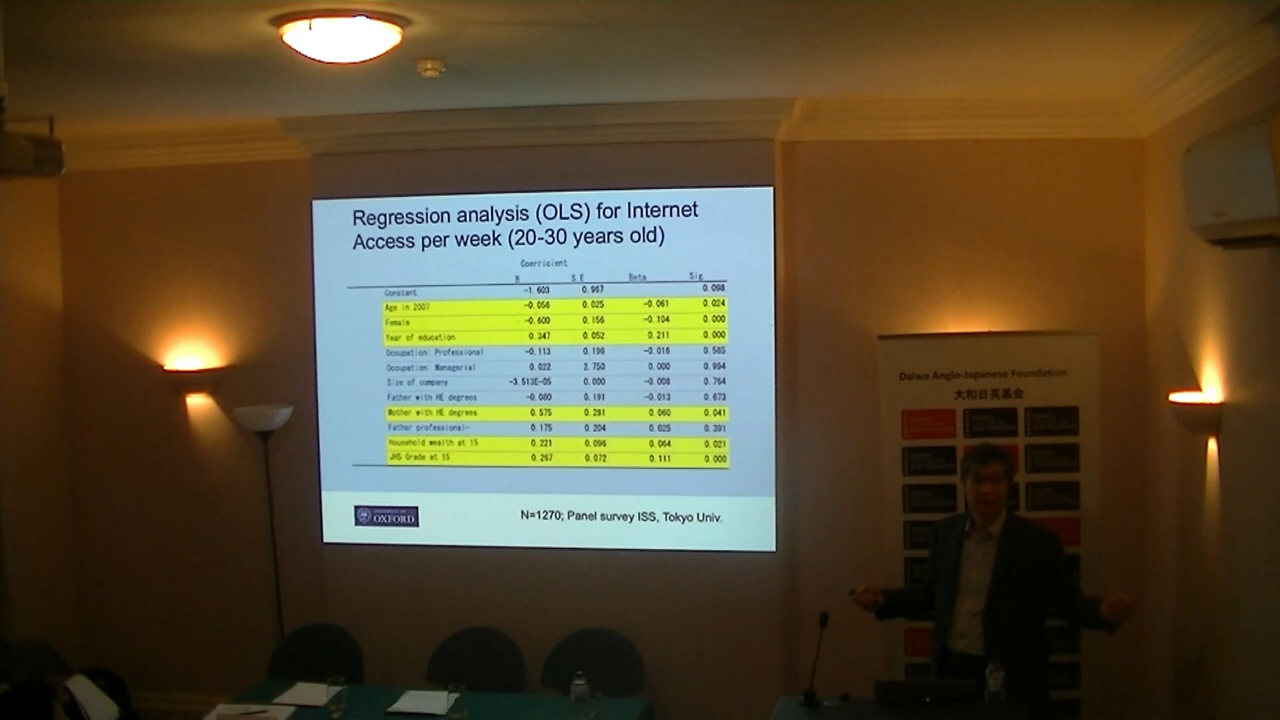 Regression analysis (OLS) for Internet
Access per week (20-30 years old)
Coerricient
B S.E Beta Sig.
Constant -1.603 0.967 0.098
Age in 2007 -0.056 0.025 -0.061 0.024
Female -0.600 0.156 -0.104 0.000
Year of education 0.347 0.052 0.211 0.000
Occupation: Professional -0.113 0.196 -0.016 0.565
Occupation: Managerial 0.022 2.750 0.000 0.994
Size of company -3.513E-05 0.000 -0.008 0.764
Father with HE degrees -0.080 0.191 -0.013 0.673
Mother with HE degrees 0.575 0.281 0.060 0.041
Father professional- 0.175 0.204 0.025 0.391
Household wealth at 15 0.221 0.096 0.064 0.021
JHS Grade at 15 0.267 0.072 0.111 0.000
OXFORD
N=1270; Panel survey ISS, Tokyo Univ.
Daiwa Anglo-Japanese Foundation
大和日英基金